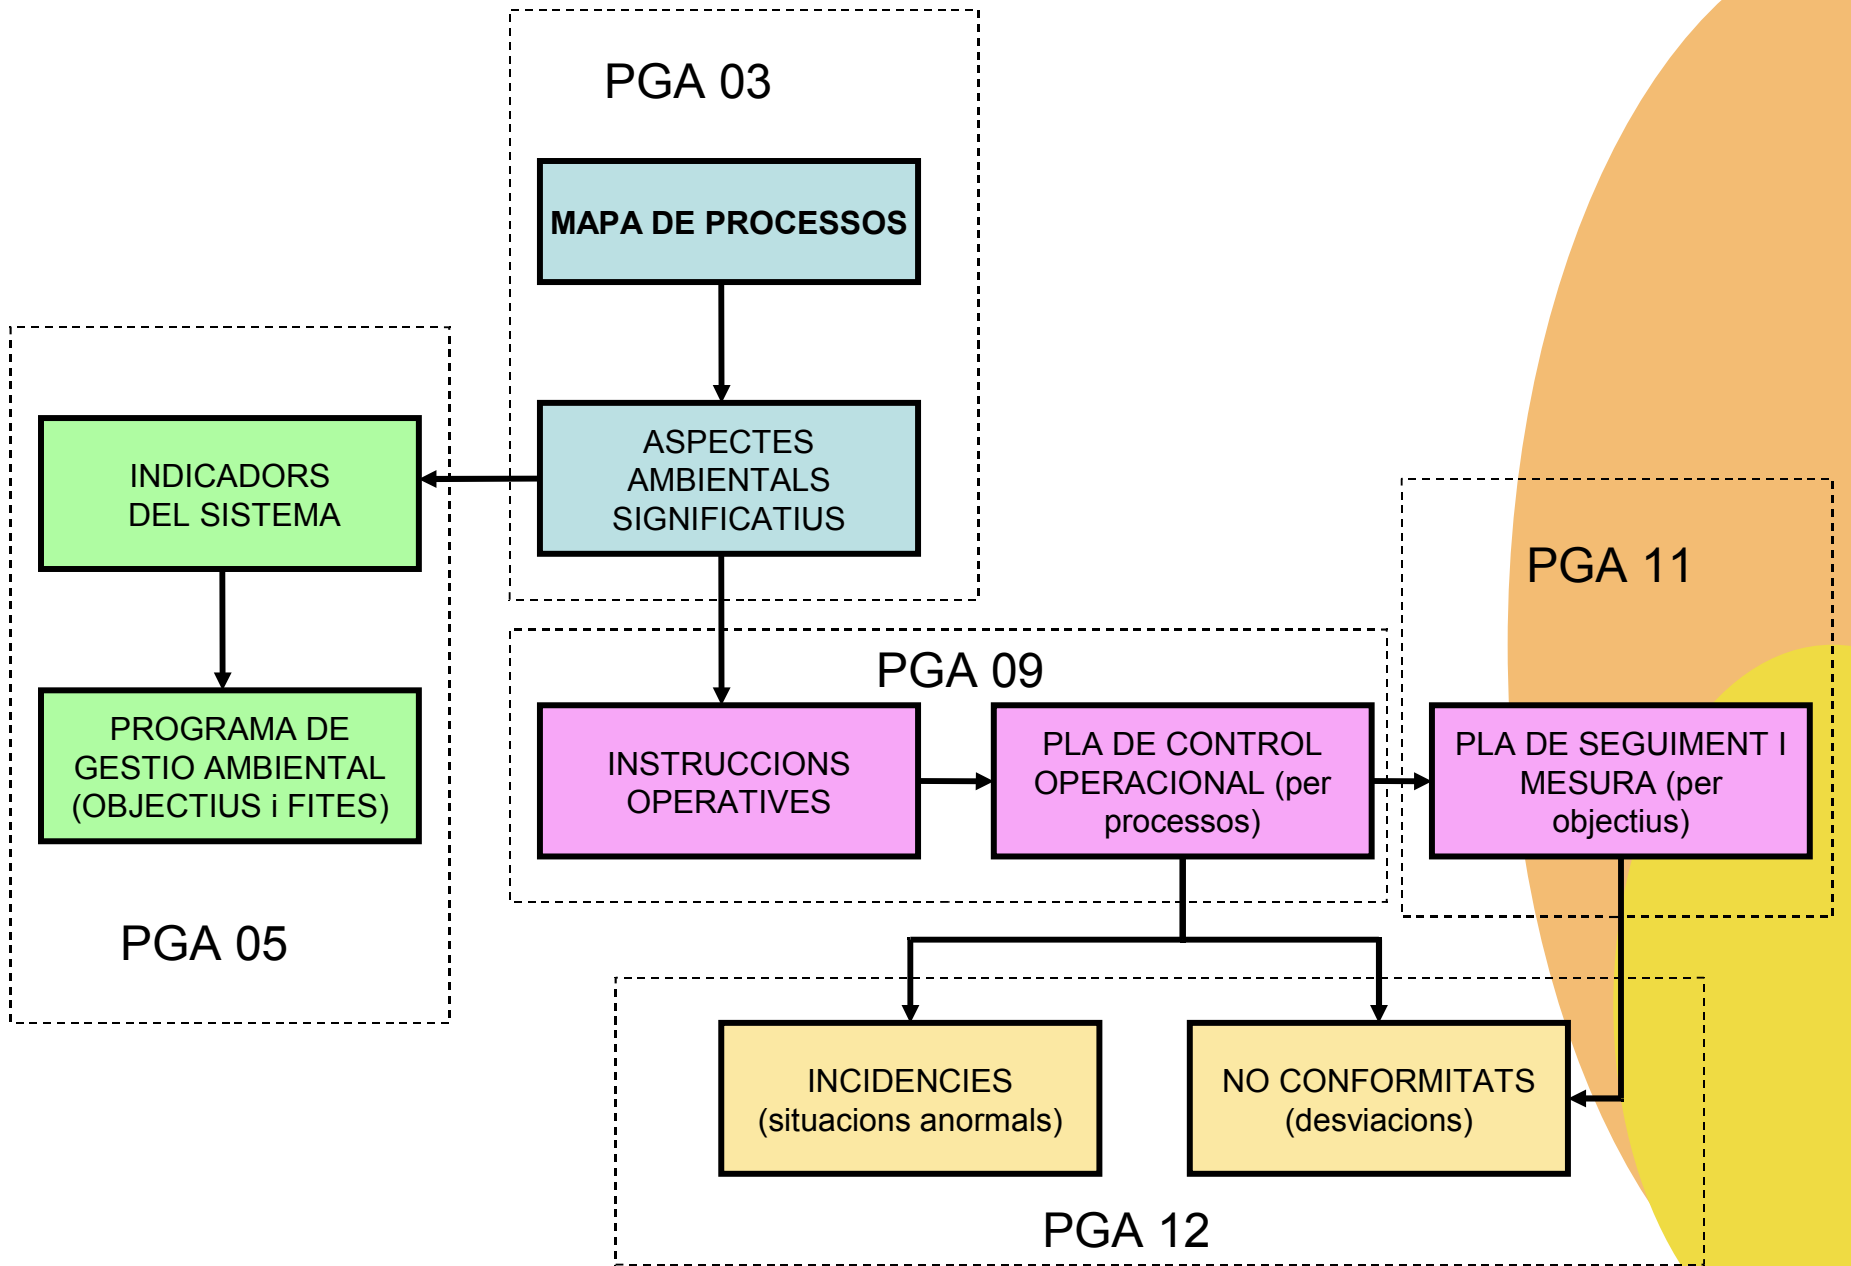 PGA 03
MAPA DE PROCESSOS
ASPECTES
AMBIENTALS
SIGNIFICATIUS
INDICADORS
DEL SISTEMA
PROGRAMA DE
GESTIO AMBIENTAL
(OBJECTIUS i FITES)
PGA 05
PGA 09
INSTRUCCIONS
OPERATIVES
PLA DE CONTROL
OPERACIONAL (per
processos)
PGA 11
PLA DE SEGUIMENT I
MESURA (per
objectius)
INCIDENCIES
(situacions anormals)
NO CONFORMITATS
(desviacions)
PGA 12